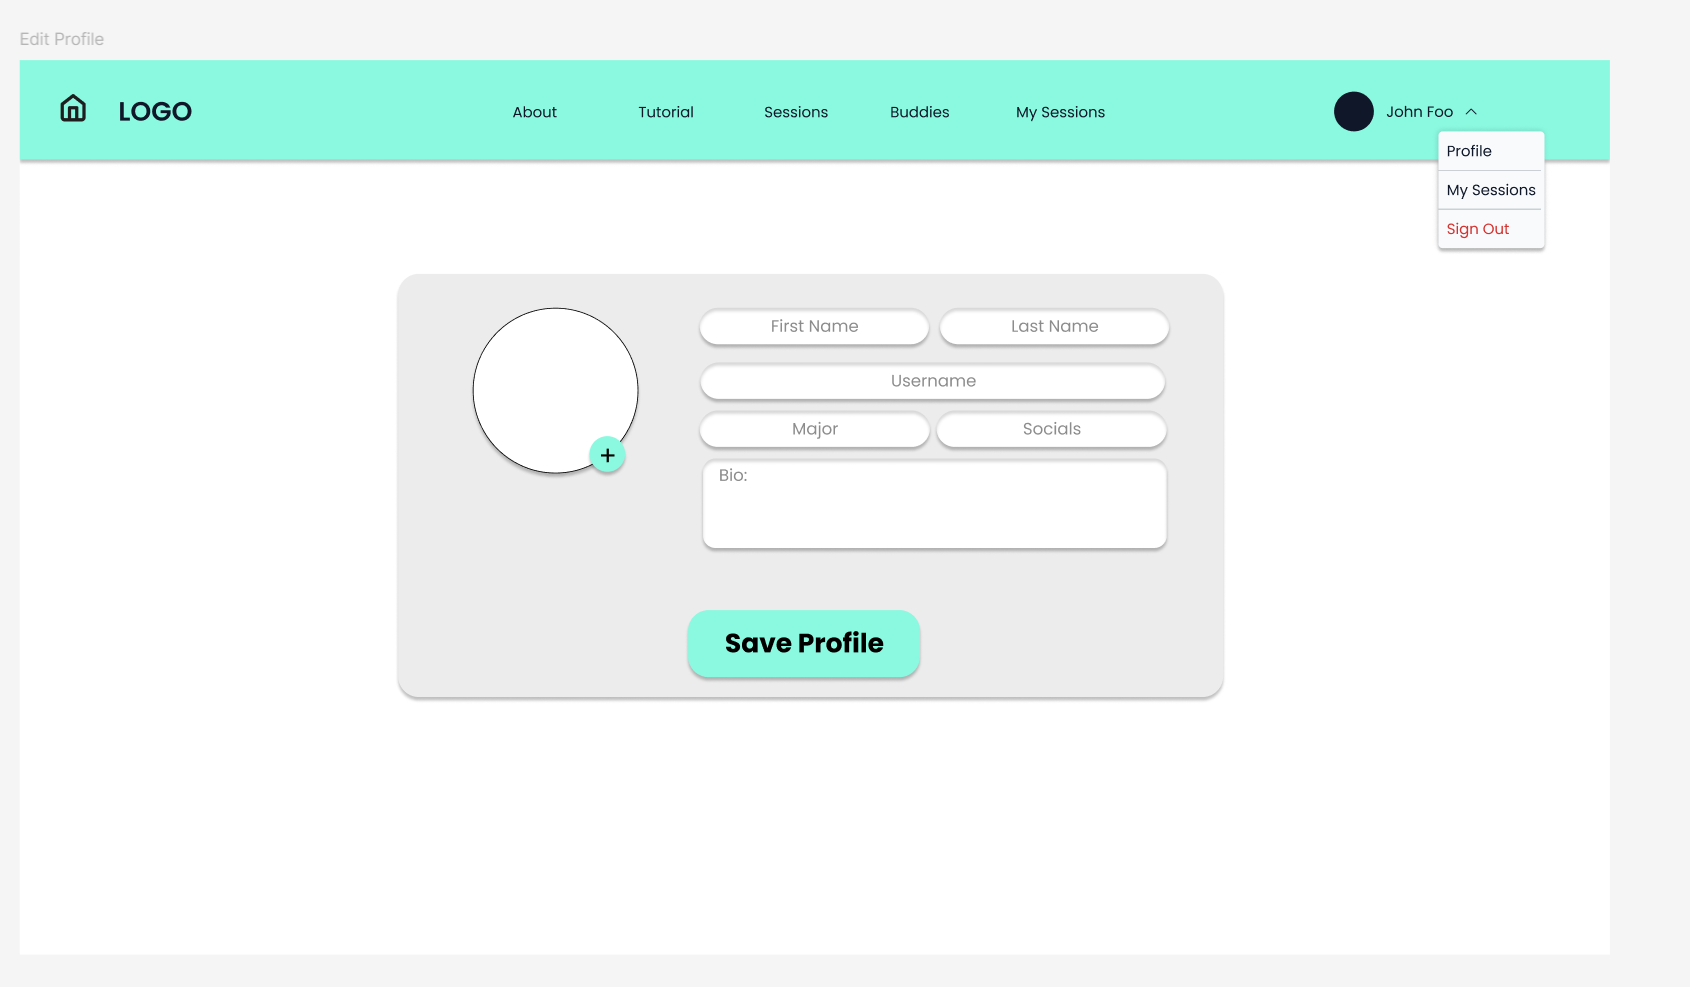 Edit Profile
LOGO
About Tutorial Sessions Buddies My Sessions
John Foo
Profile
My Sessions
Sign Out
First Name Last Name
Username
Major Socials
Bio:
+
Save Profile